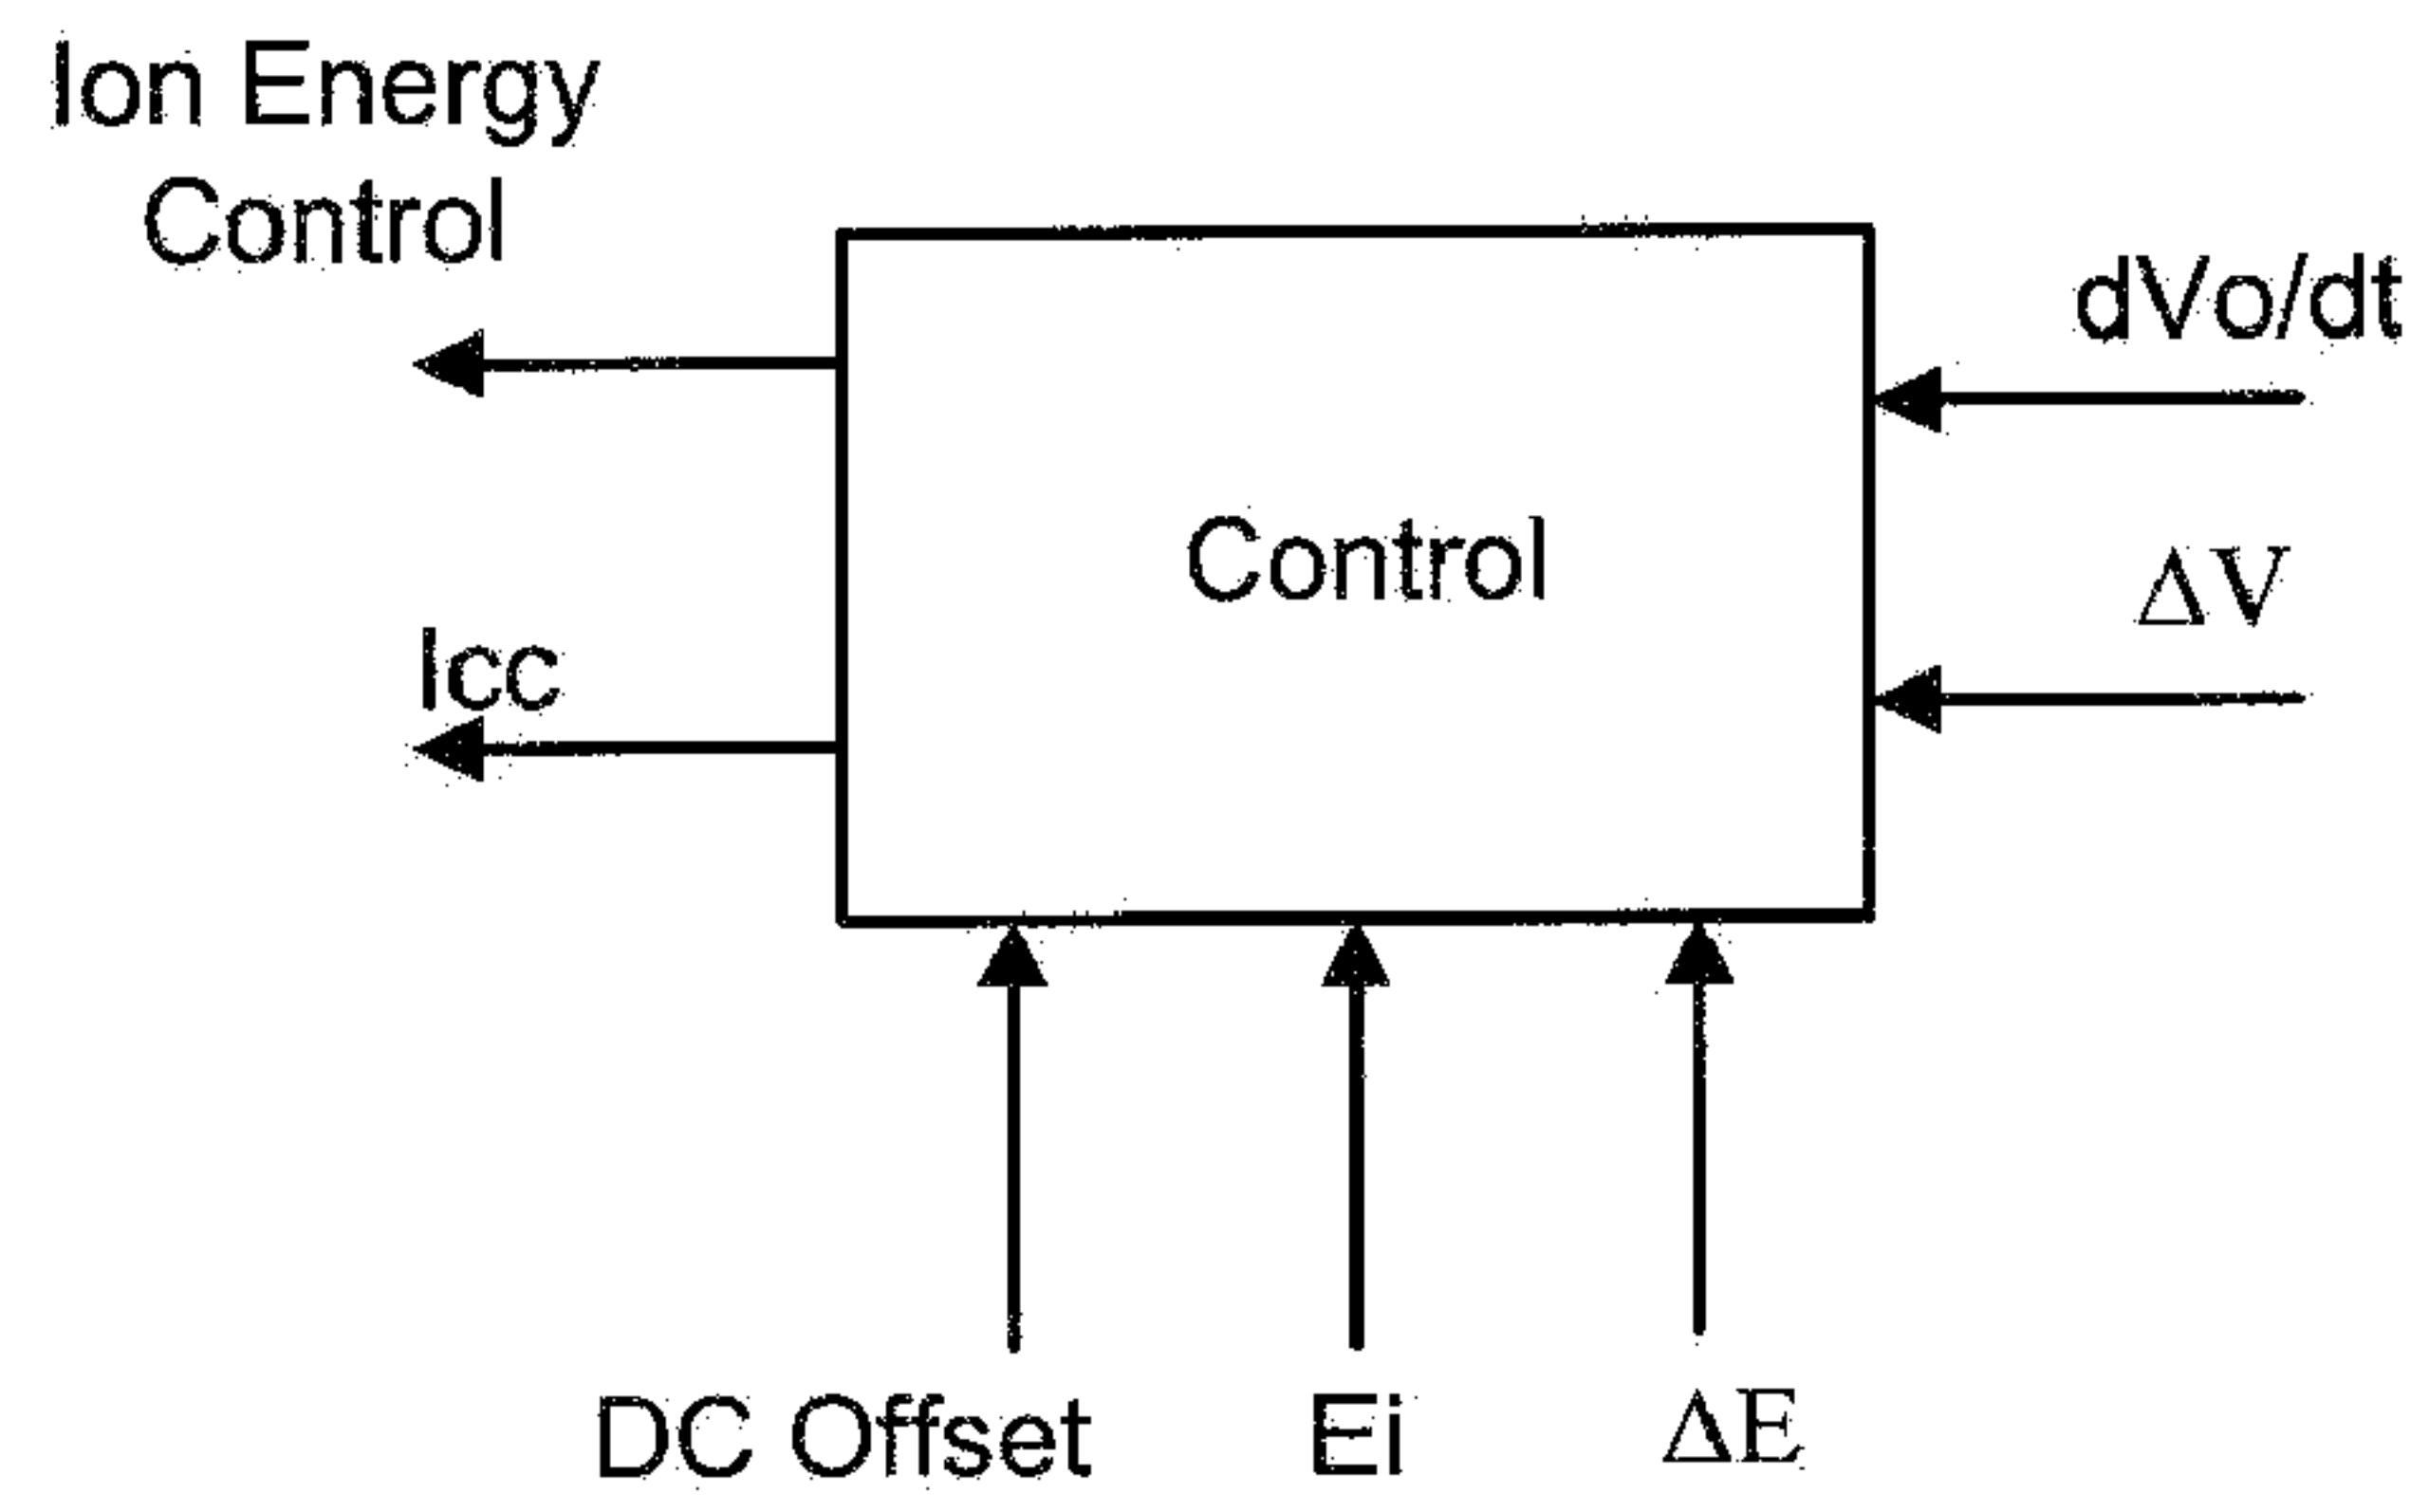 Ion Energy
Control
dVo/dt
Control
ΔV
Icc
DC Offset
Ei
ΔE